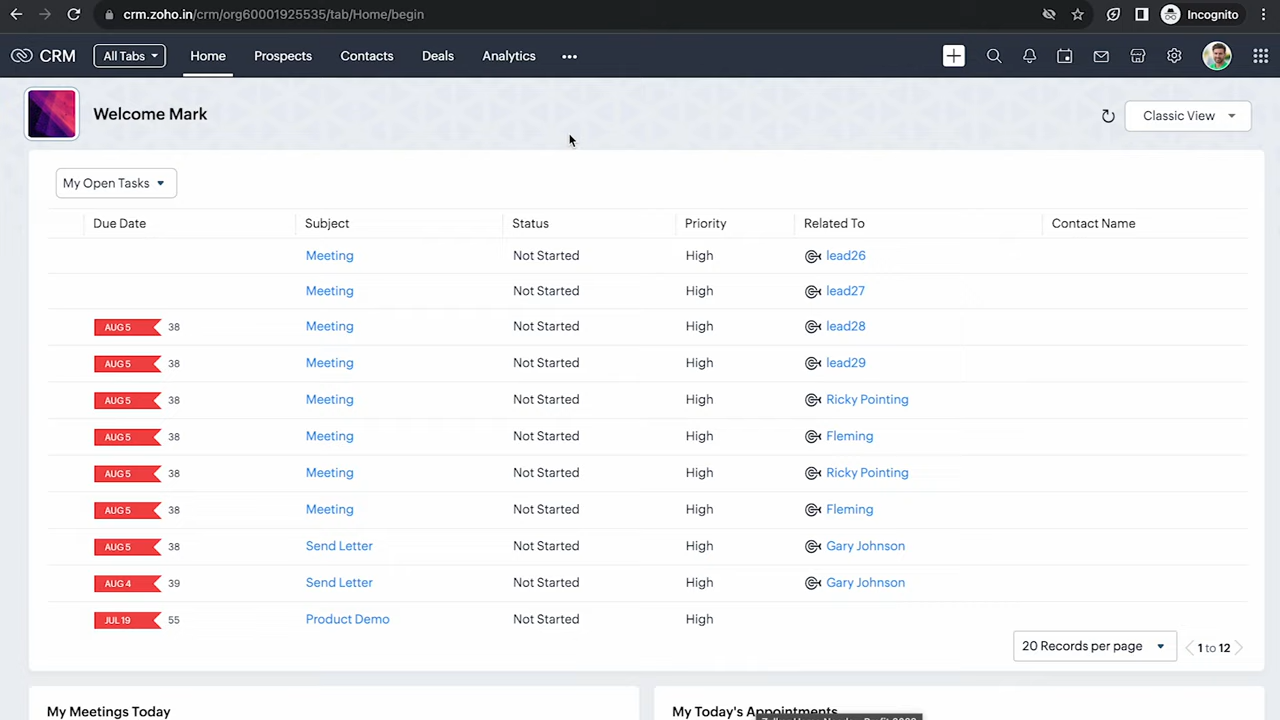 crm.zoho.in/crm/org60001925535/tab/Home/begin Incognito
CRM All Tabs Home Prospects Contacts Deals Analytics •••
Welcome Mark Classic View
My Open Tasks
Due Date Subject Status Priority Related To Contact Name
Meeting Not Started High lead26
Meeting Not Started High lead27
AUG 5 38 Meeting Not Started High lead28
AUG 5 38 Meeting Not Started High lead29
AUG 5 38 Meeting Not Started High Ricky Pointing
AUG 5 38 Meeting Not Started High Fleming
AUG 5 38 Meeting Not Started High Ricky Pointing
AUG 5 38 Meeting Not Started High Fleming
AUG 5 38 Send Letter Not Started High Gary Johnson
AUG 4 39 Send Letter Not Started High Gary Johnson
JUL 19 55 Product Demo Not Started High
20 Records per page 1 to 12
My Meetings Today My Today's Appointments